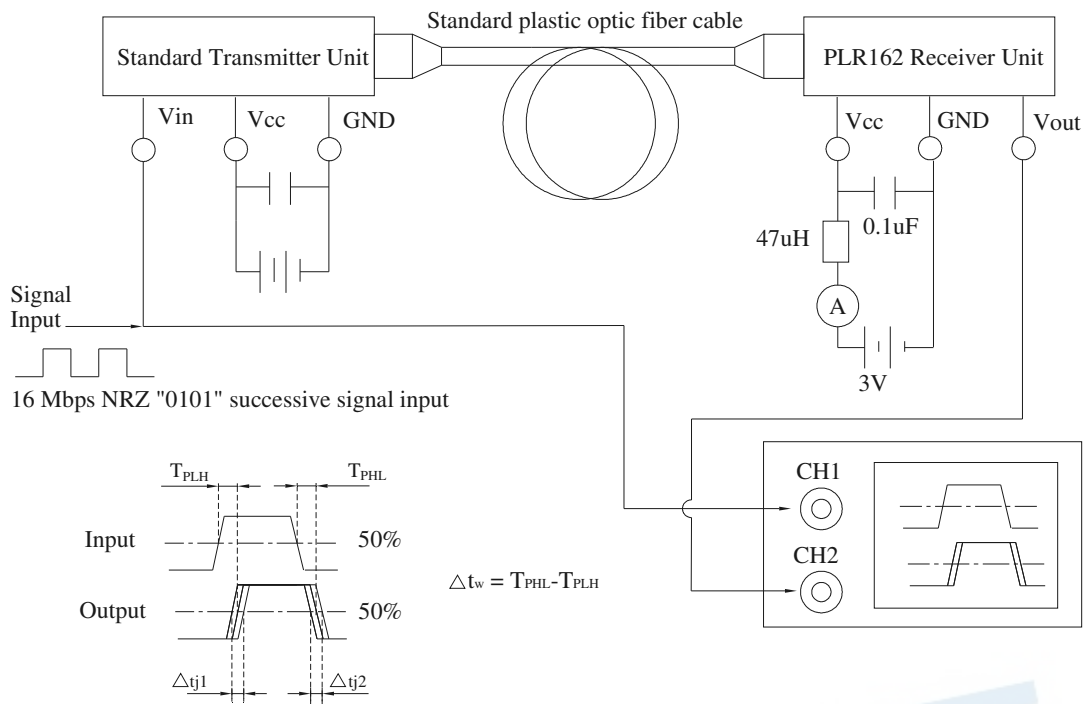 Standard plastic optic fiber cable
Standard Transmitter Unit
PLR162 Receiver Unit
Vin
Vcc
GND
Vcc
GND
Vout
0.1uF
47uH
A
3V
Signal
Input
16 Mbps NRZ "0101" successive signal input
TPLH
TPHL
Input
50%
Output
50%
△tw = TPHL-TPLH
△tj1
△tj2
CH1
CH2